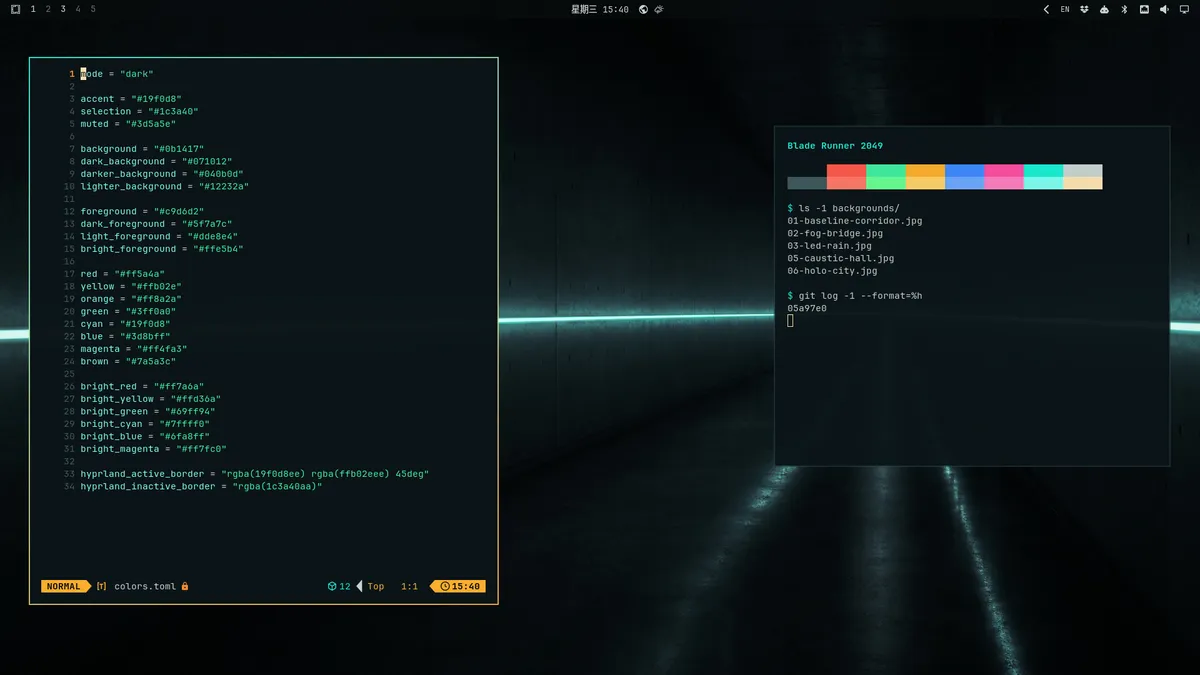 1 2 3 4 5
星期三 15:40
EN
1 mode = "dark"
2
3 accent = "#19f0d8"
4 selection = "#1c3a40"
5 muted = "#3d5a5e"
6
7 background = "#0b1417"
8 dark_background = "#071012"
9 darker_background = "#040b0d"
10 lighter_background = "#12232a"
11
12 foreground = "#c9d6d2"
13 dark_foreground = "#5f7a7c"
14 light_foreground = "#dde8e4"
15 bright_foreground = "#ffe5b4"
16
17 red = "#ff5a4a"
18 yellow = "#ffb02e"
19 orange = "#ff8a2a"
20 green = "#3ff0a0"
21 cyan = "#19f0d8"
22 blue = "#3d8bff"
23 magenta = "#ff4fa3"
24 brown = "#7a5a3c"
25
26 bright_red = "#ff7a6a"
27 bright_yellow = "#ffd36a"
28 bright_green = "#69ff94"
29 bright_cyan = "#7ffff0"
30 bright_blue = "#6fa8ff"
31 bright_magenta = "#ff7fc0"
32
33 hyprland_active_border = "rgba(19f0d8ee) rgba(ffb02eee) 45deg"
34 hyprland_inactive_border = "rgba(1c3a40aa)"
NORMAL [T] colors.toml 12 Top 1:1 15:40
Blade Runner 2049
$ ls -1 backgrounds/
01-baseline-corridor.jpg
02-fog-bridge.jpg
03-led-rain.jpg
05-caustic-hall.jpg
06-holo-city.jpg
$ git log -1 --format=%h
05a97e0